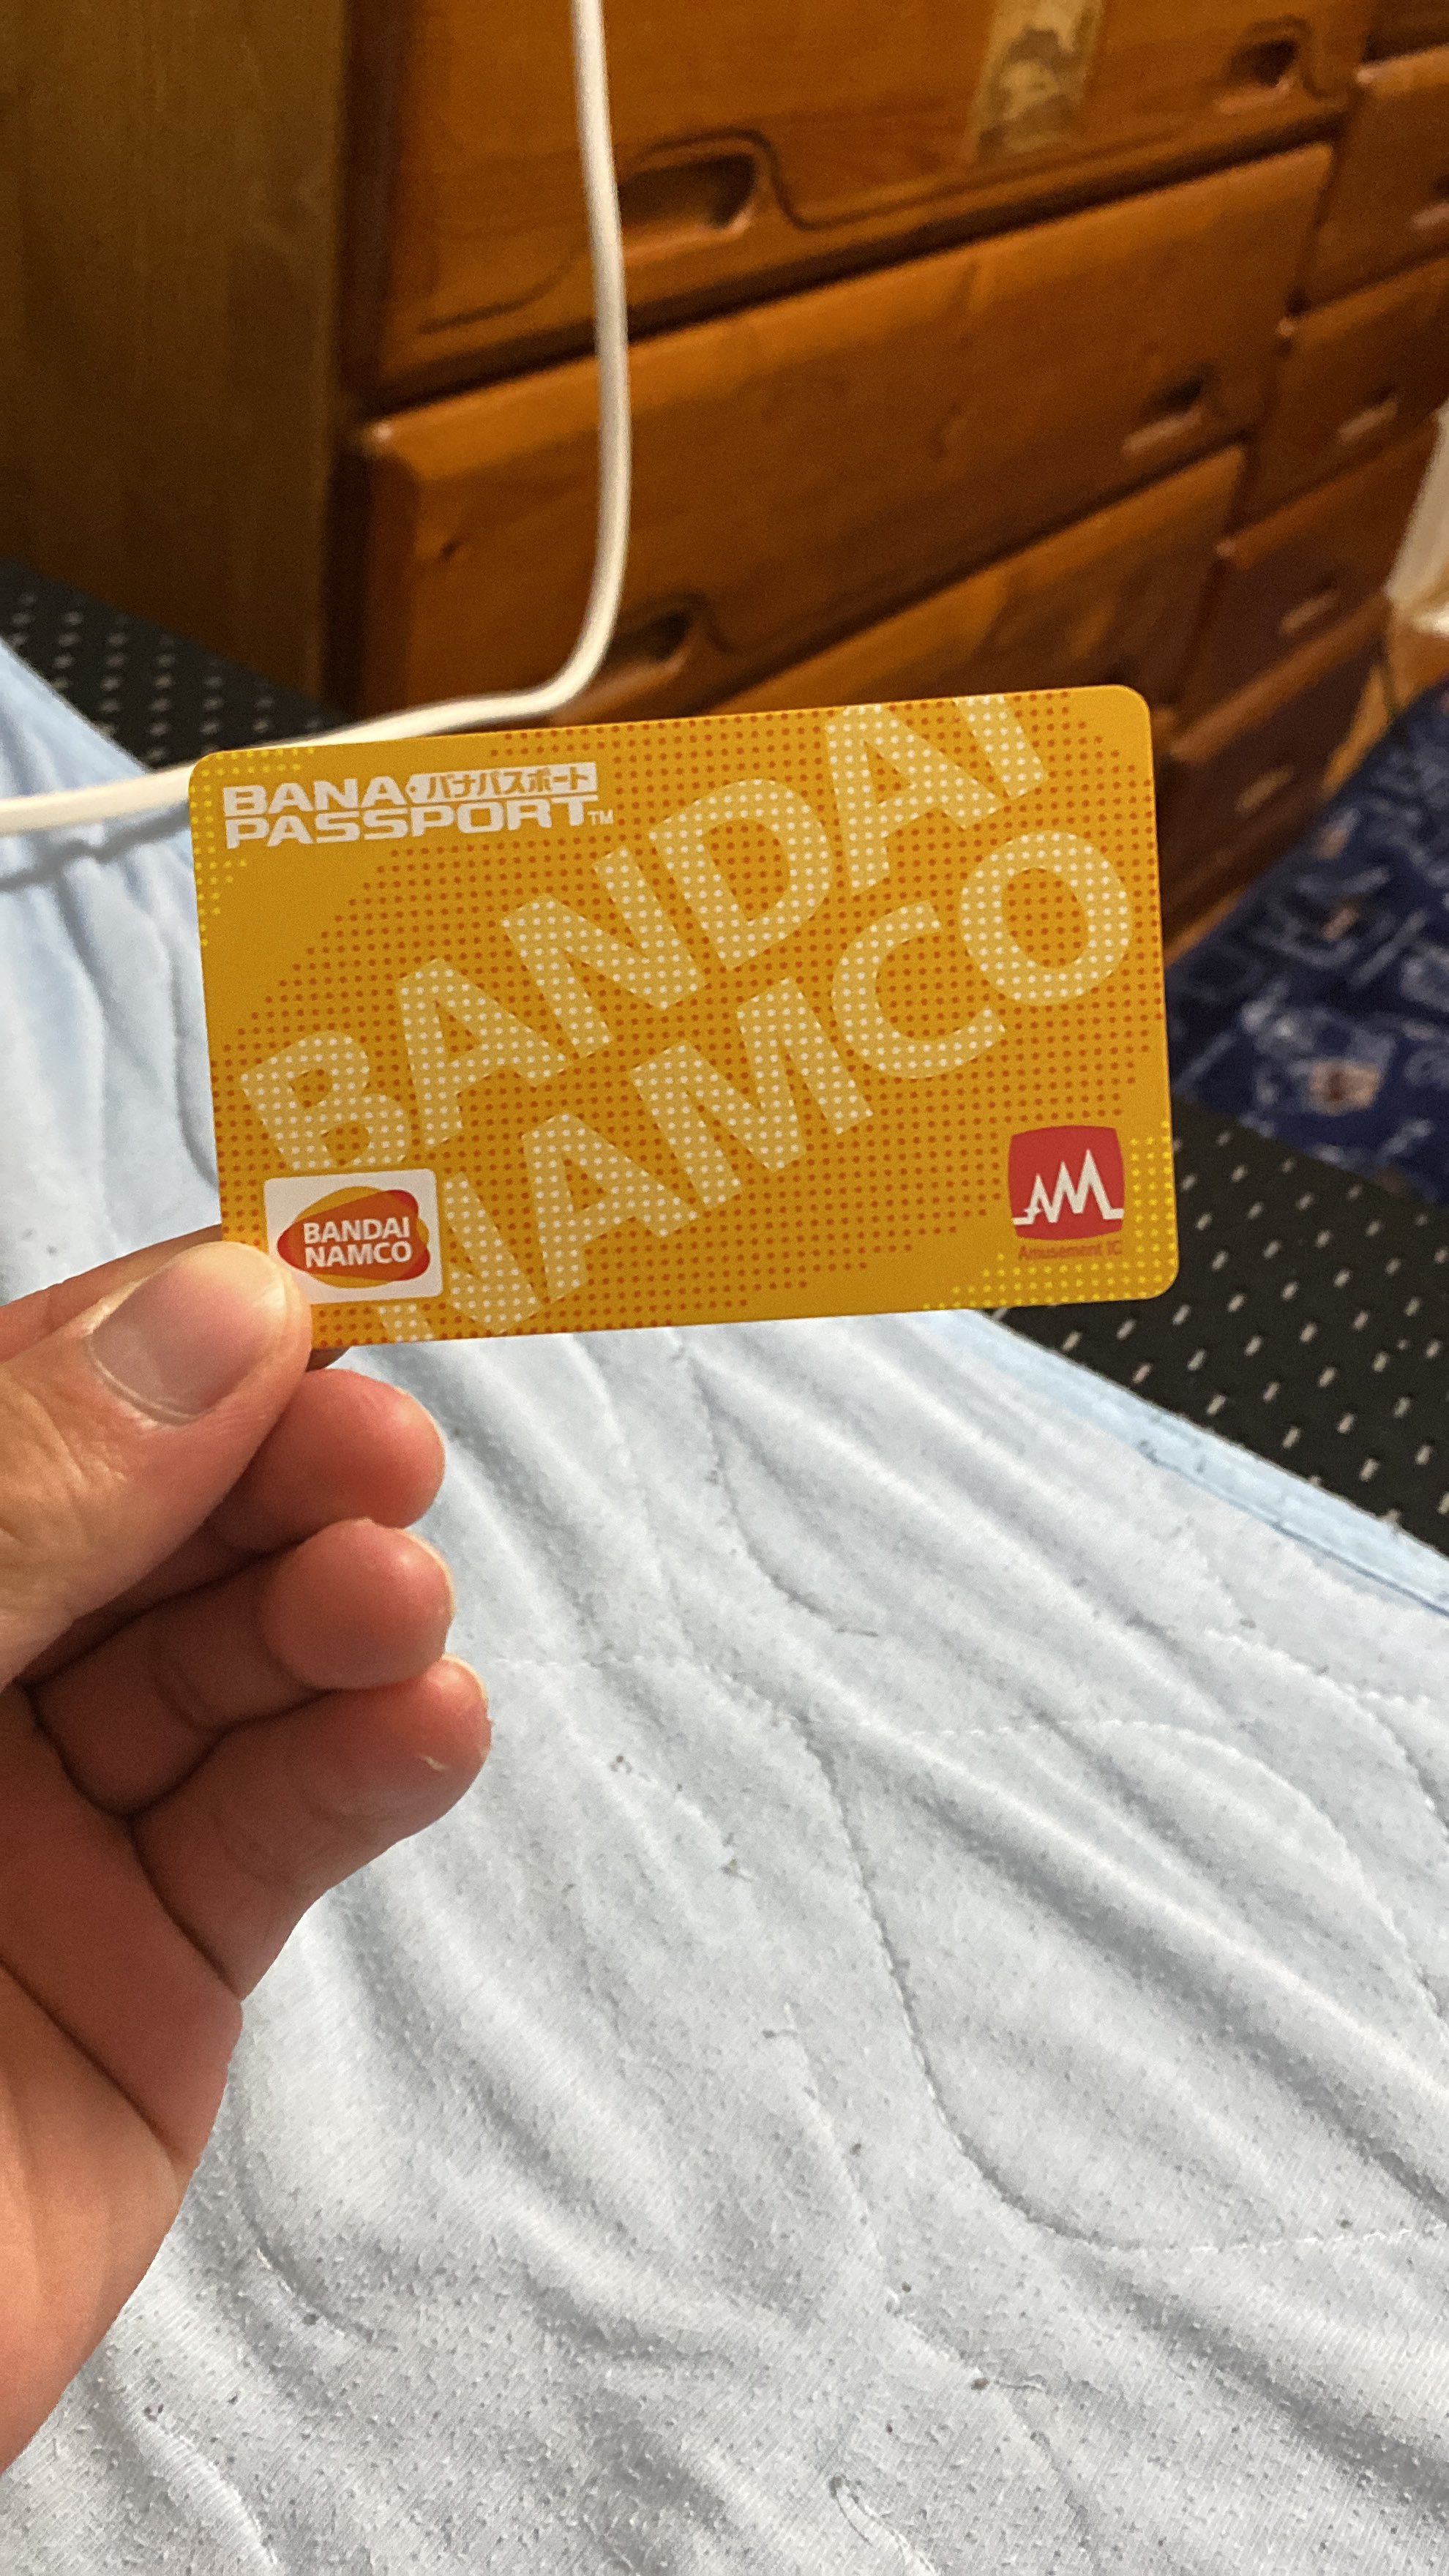 BANA バナパスポート
PASSPORT™
BANDAI
NAMCO
BANDAI
NAMCO
Amusement IC